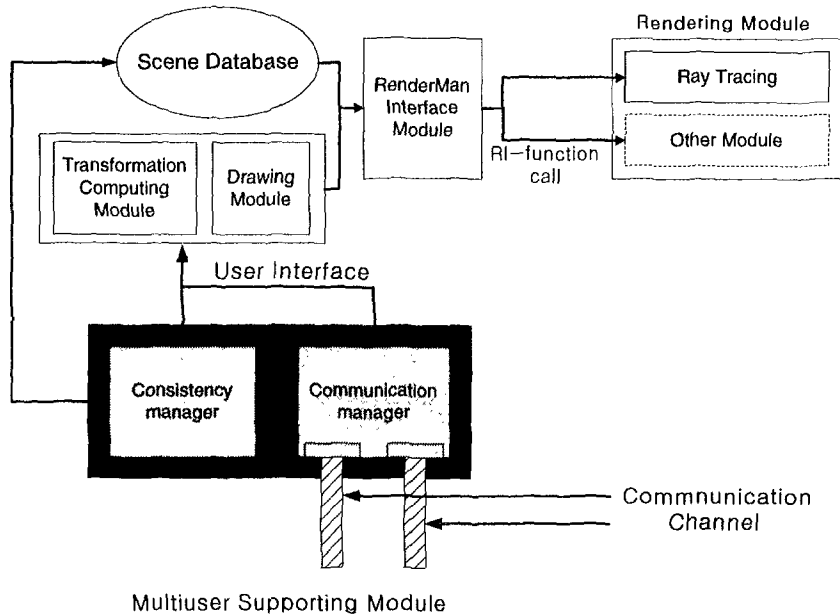 Rendering Module
Scene Database
RenderMan
Interface
Module
Ray Tracing
Other Module
RI-function
call
Transformation
Computing
Module
Drawing
Module
User Interface
Consistency
manager
Communication
manager
Commnunication
Channel
Multiuser Supporting Module